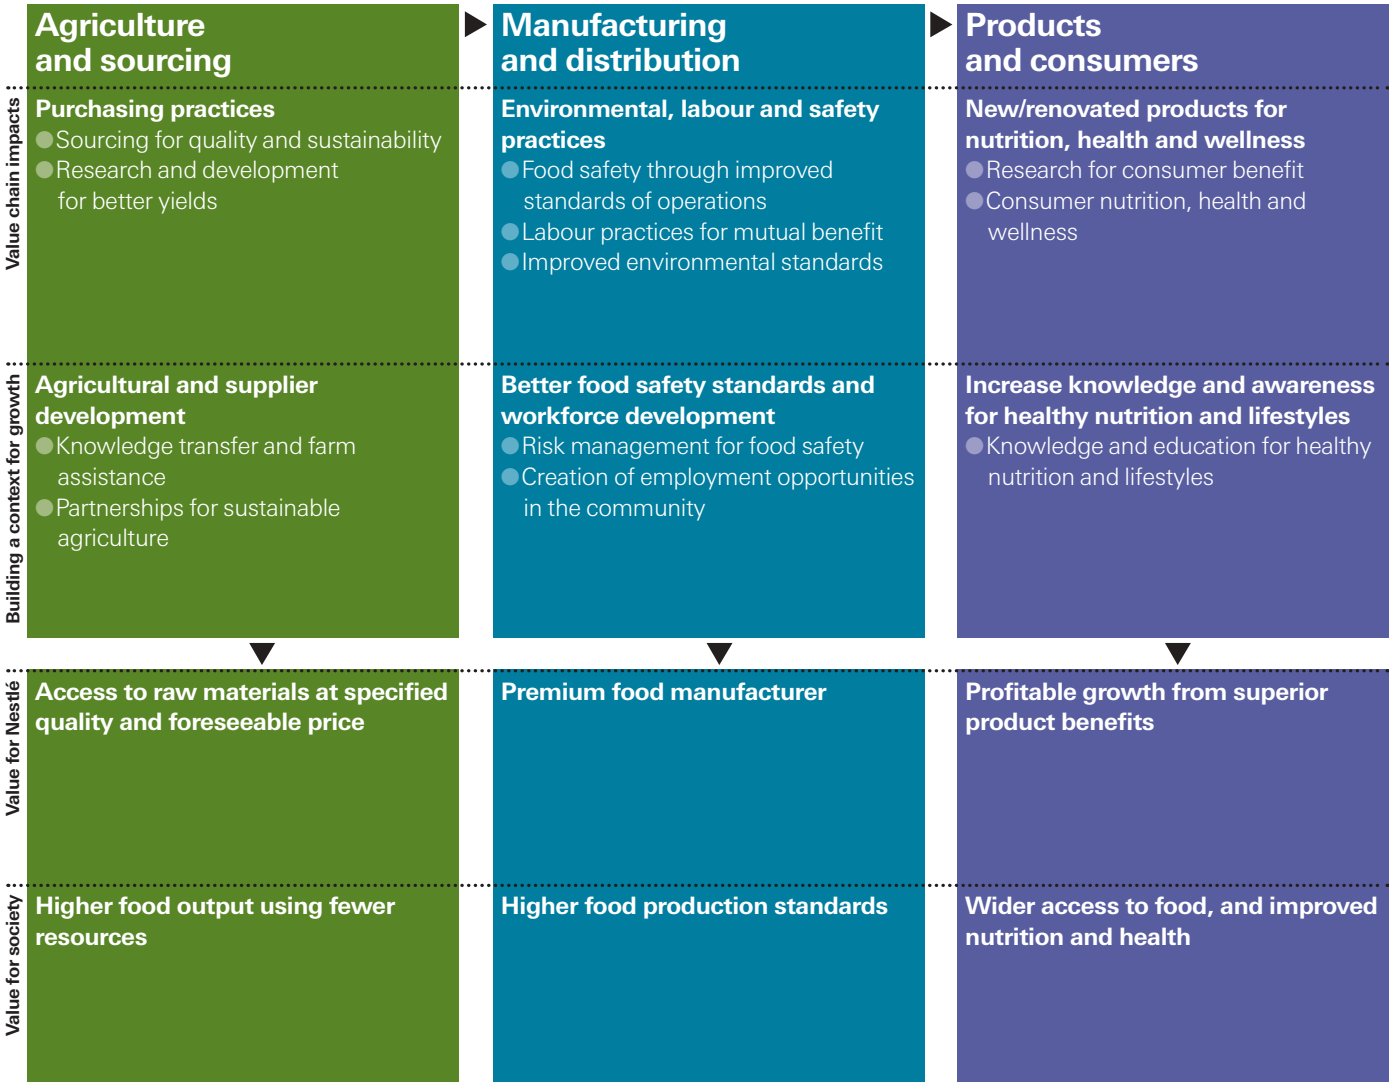 Agriculture
and sourcing
Manufacturing
and distribution
Products
and consumers
Value chain impacts
Purchasing practices
Sourcing for quality and sustainability
Research and development
for better yields
Environmental, labour and safety
practices
Food safety through improved
standards of operations
Labour practices for mutual benefit
Improved environmental standards
New/renovated products for
nutrition, health and wellness
Research for consumer benefit
Consumer nutrition, health and
wellness
Building a context for growth
Agricultural and supplier
development
Knowledge transfer and farm
assistance
Partnerships for sustainable
agriculture
Better food safety standards and
workforce development
Risk management for food safety
Creation of employment opportunities
in the community
Increase knowledge and awareness
for healthy nutrition and lifestyles
Knowledge and education for healthy
nutrition and lifestyles
Value for Nestlé
Access to raw materials at specified
quality and foreseeable price
Premium food manufacturer
Profitable growth from superior
product benefits
Value for society
Higher food output using fewer
resources
Higher food production standards
Wider access to food, and improved
nutrition and health